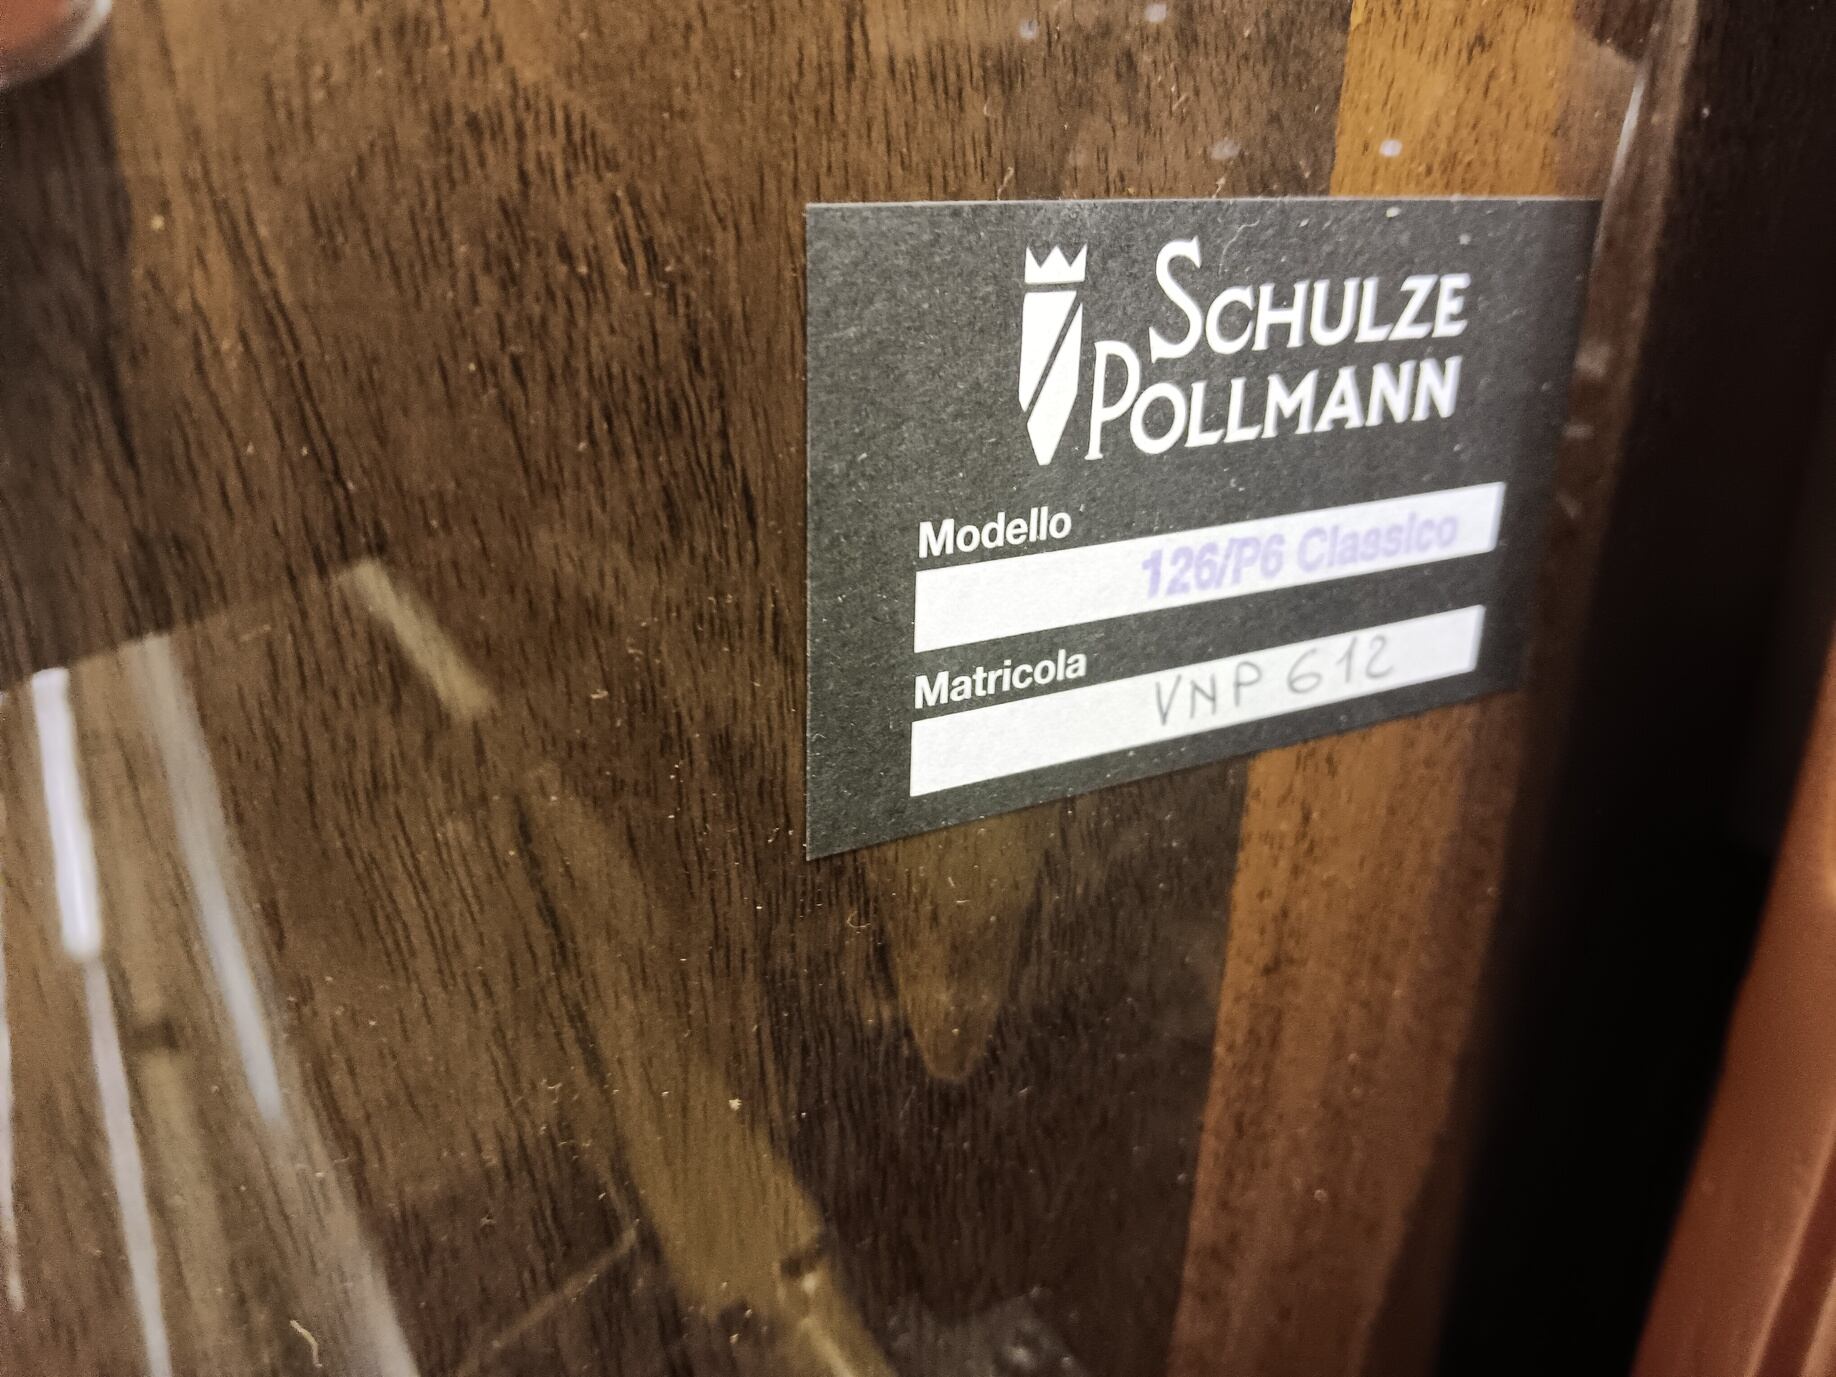 SCHULZE
POLLMANN
Modello
126/P6 Classico
Matricola
VNP 612